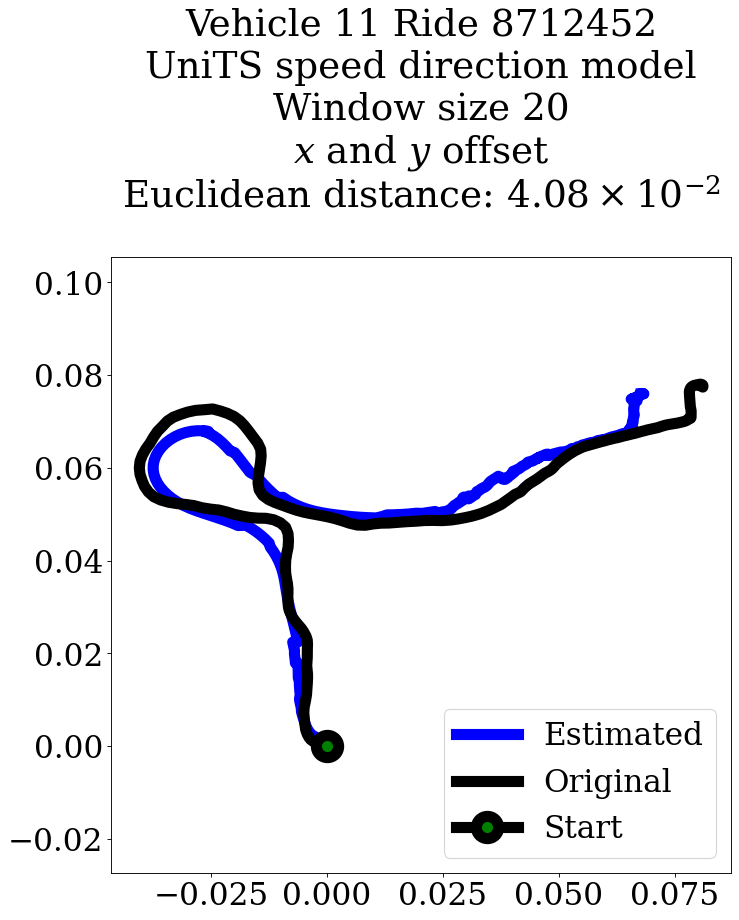 Vehicle 11 Ride 8712452
UniTS speed direction model
Window size 20
x and y offset
Euclidean distance: 4.08 × 10⁻²
0.10
0.08
0.06
0.04
0.02
0.00
−0.02
Estimated
Original
Start
−0.025 0.000 0.025 0.050 0.075